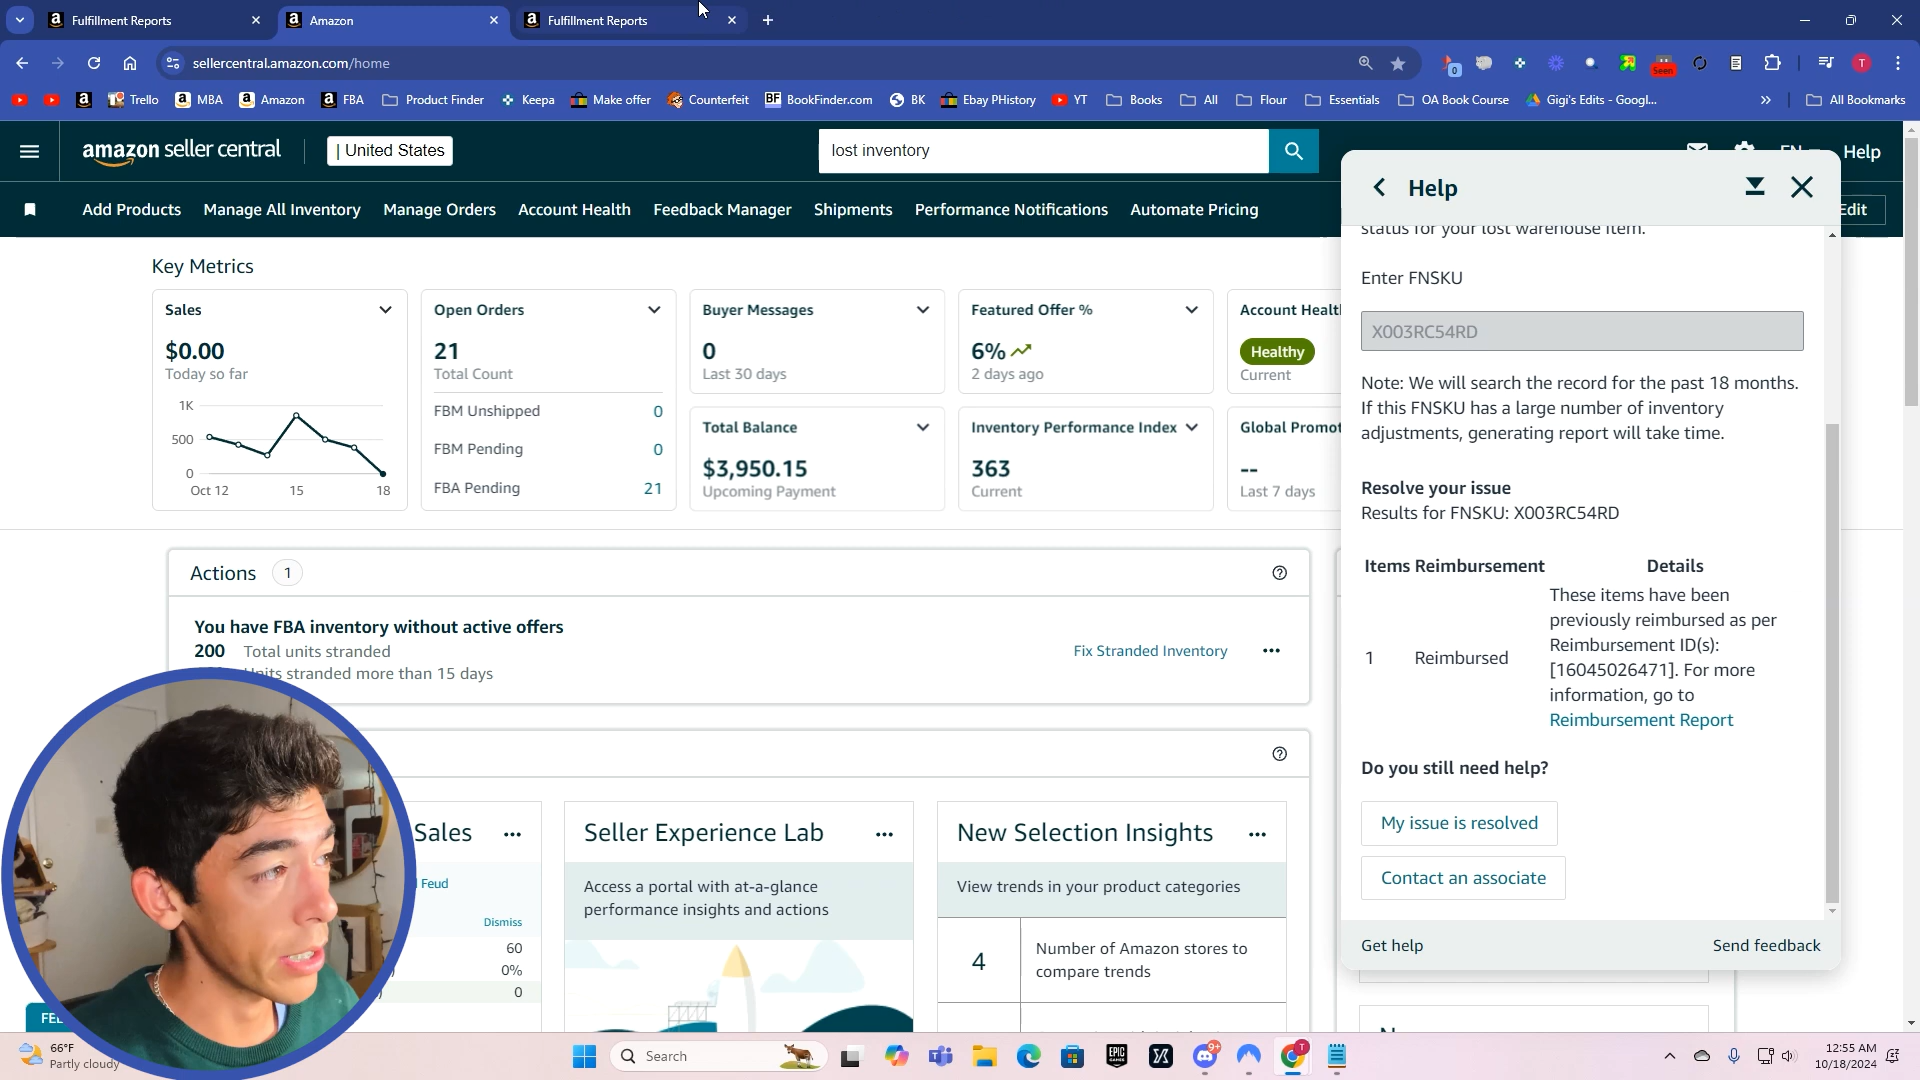 Fulfillment Reports
Amazon
Fulfillment Reports
sellercentral.amazon.com/home
0
Seen
T
Trello
MBA
Amazon
FBA
Product Finder
Keepa
Make offer
Counterfeit
BookFinder.com
BK
Ebay PHistory
YT
Books
All
Flour
Essentials
OA Book Course
Gigi's Edits - Googl...
All Bookmarks
amazon seller central
| United States
lost inventory
Help
Add Products
Manage All Inventory
Manage Orders
Account Health
Feedback Manager
Shipments
Performance Notifications
Automate Pricing
Edit
Key Metrics
Sales
$0.00
Today so far
1K
500
0
Oct 12
15
18
Open Orders
21
Total Count
FBM Unshipped 0
FBM Pending 0
FBA Pending 21
Buyer Messages
0
Last 30 days
Total Balance
$3,950.15
Upcoming Payment
Featured Offer %
6%
2 days ago
Inventory Performance Index
363
Current
Account Healt
Healthy
Current
Global Promot
--
Last 7 days
Actions 1
You have FBA inventory without active offers
200 Total units stranded
Units stranded more than 15 days
Fix Stranded Inventory
Sales
Feud
Dismiss
60
0%
0
Seller Experience Lab
Access a portal with at-a-glance
performance insights and actions
New Selection Insights
View trends in your product categories
4
Number of Amazon stores to
compare trends
Help
status for your lost warehouse item.
Enter FNSKU
X003RC54RD
Note: We will search the record for the past 18 months.
If this FNSKU has a large number of inventory
adjustments, generating report will take time.
Resolve your issue
Results for FNSKU: X003RC54RD
Items Reimbursement Details
1 Reimbursed
These items have been
previously reimbursed as per
Reimbursement ID(s):
[16045026471]. For more
information, go to
Reimbursement Report
Do you still need help?
My issue is resolved
Contact an associate
Get help
Send feedback
66°F
Partly cloudy
Search
EPIC
GAMES
9+
T
12:55 AM
10/18/2024